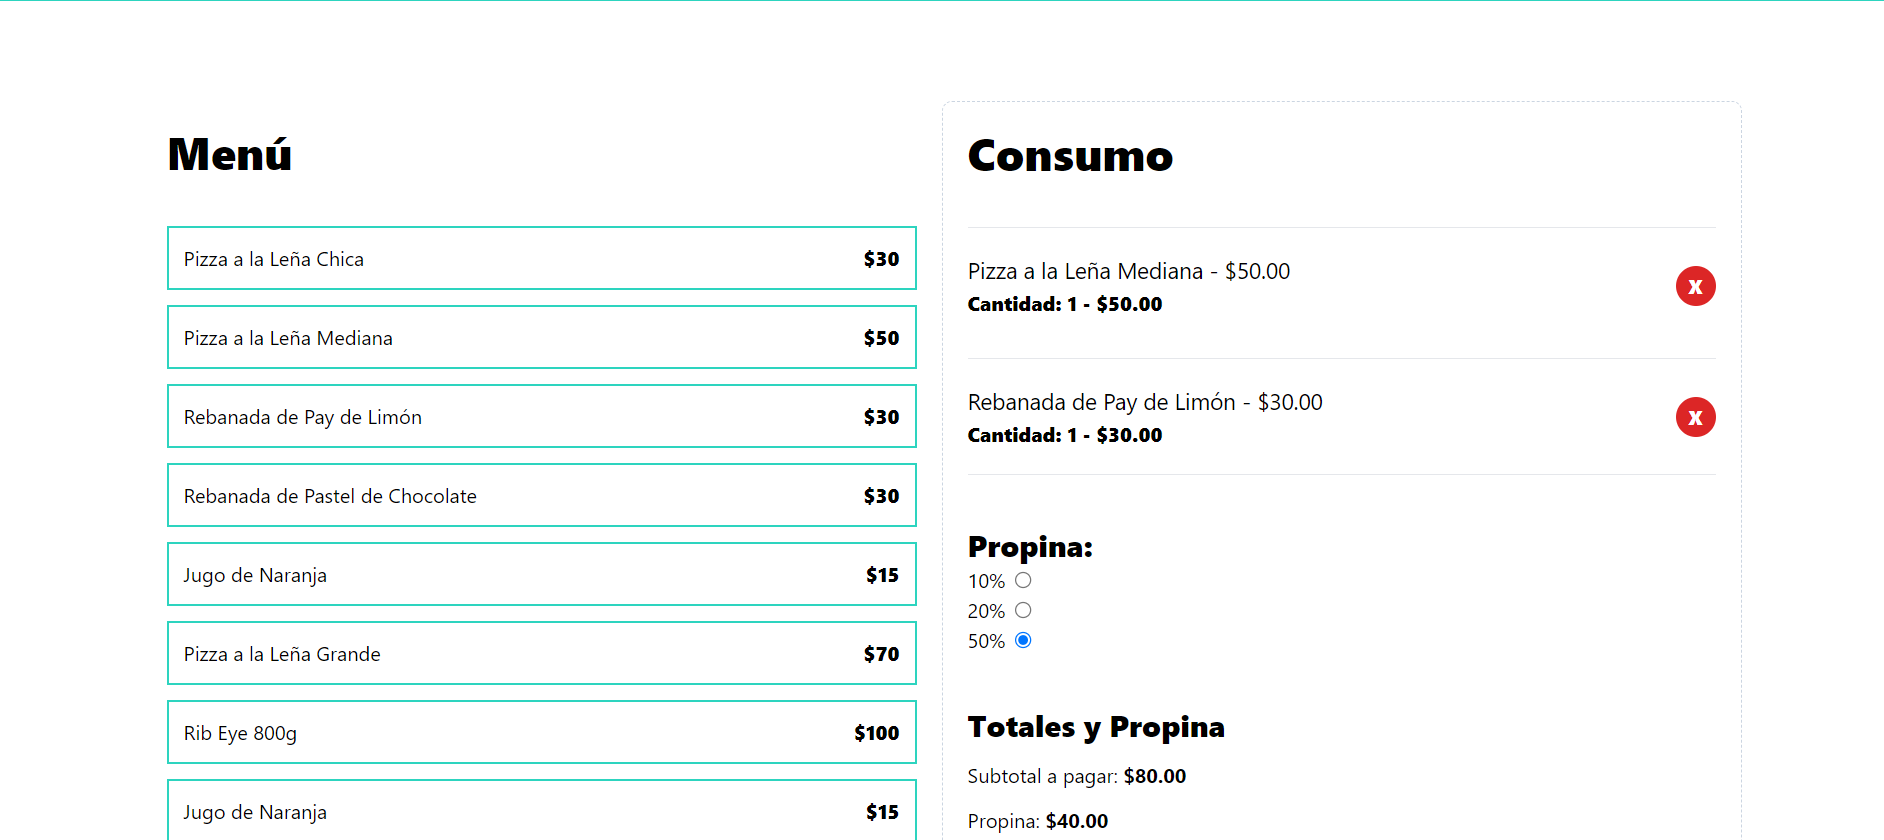 Menú
Pizza a la Leña Chica $30
Pizza a la Leña Mediana $50
Rebanada de Pay de Limón $30
Rebanada de Pastel de Chocolate $30
Jugo de Naranja $15
Pizza a la Leña Grande $70
Rib Eye 800g $100
Jugo de Naranja $15
Consumo
Pizza a la Leña Mediana - $50.00
Cantidad: 1 - $50.00
X
Rebanada de Pay de Limón - $30.00
Cantidad: 1 - $30.00
X
Propina:
10%
20%
50%
Totales y Propina
Subtotal a pagar: $80.00
Propina: $40.00